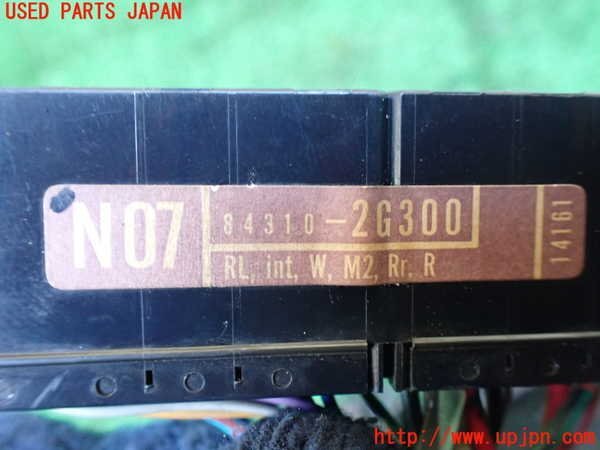 USED PARTS JAPAN
N07
84310-2G300
RL, int, W, M2, Rr, R
14161
http://www.upjpn.com/